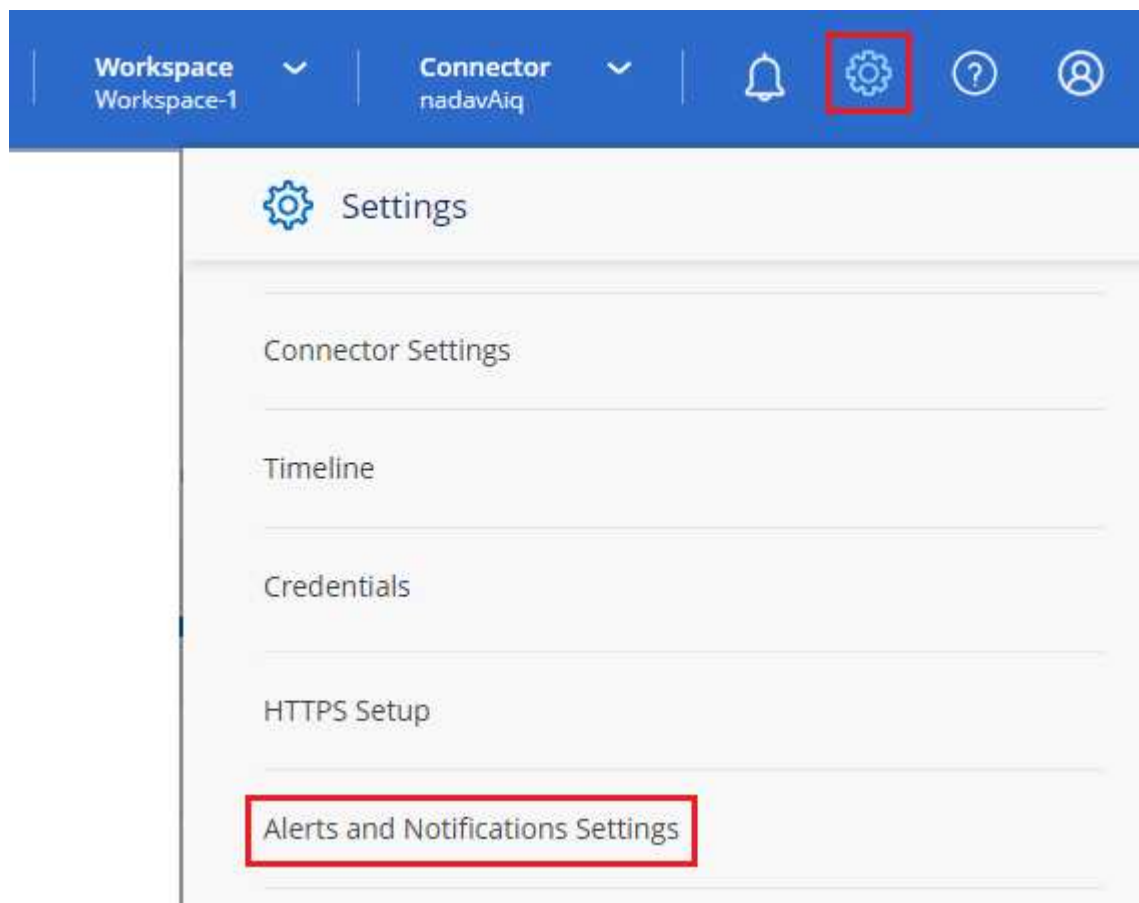 Workspace
Workspace-1
Connector
nadavAiq
Settings
Connector Settings
Timeline
Credentials
HTTPS Setup
Alerts and Notifications Settings